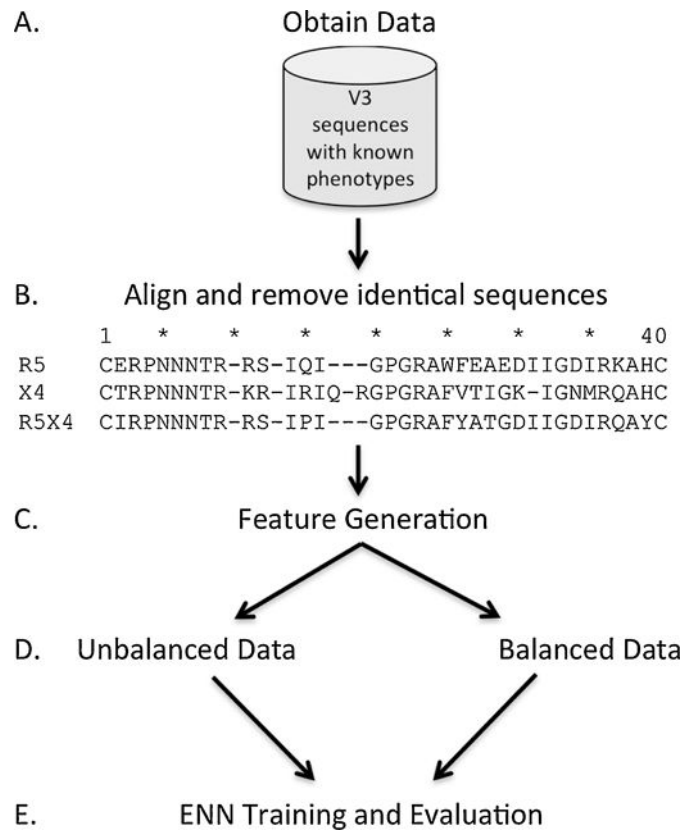 A. Obtain Data
V3
sequences
with known
phenotypes
B. Align and remove identical sequences
1 * * * * * * * 40
R5 CERPNNNTR-RS-IQI---GPGRAWFEAEDIIGDIRKAHC
X4 CTRPNNNTR-KR-IRIQ-RGPGRAFVTIGK-IGNMRQAHC
R5X4 CIRPNNNTR-RS-IPI---GPGRAFYATGDIIGDIRQAYC
C. Feature Generation
D. Unbalanced Data Balanced Data
E. ENN Training and Evaluation